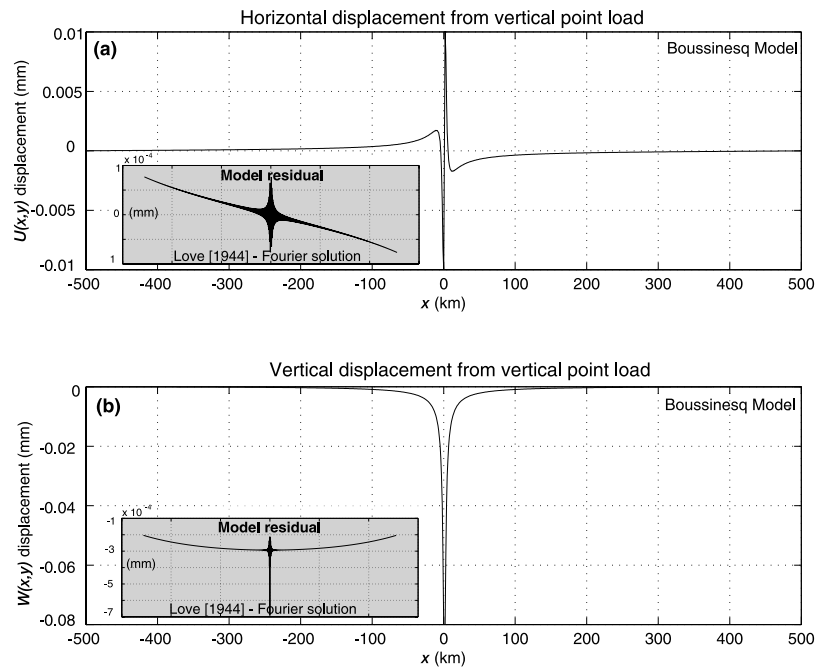 Horizontal displacement from vertical point load
(a)
Boussinesq Model
U(x,y) displacement (mm)
0.01
0.005
0
-0.005
-0.01
x 10 -4
1
0
1
(mm)
Model residual
Love [1944] - Fourier solution
-500 -400 -300 -200 -100 0 100 200 300 400 500
x (km)
Vertical displacement from vertical point load
(b)
Boussinesq Model
W(x,y) displacement (mm)
0
-0.02
-0.04
-0.06
-0.08
x 10 -4
-1
-3
-5
-7
(mm)
Model residual
Love [1944] - Fourier solution
-500 -400 -300 -200 -100 0 100 200 300 400 500
x (km)